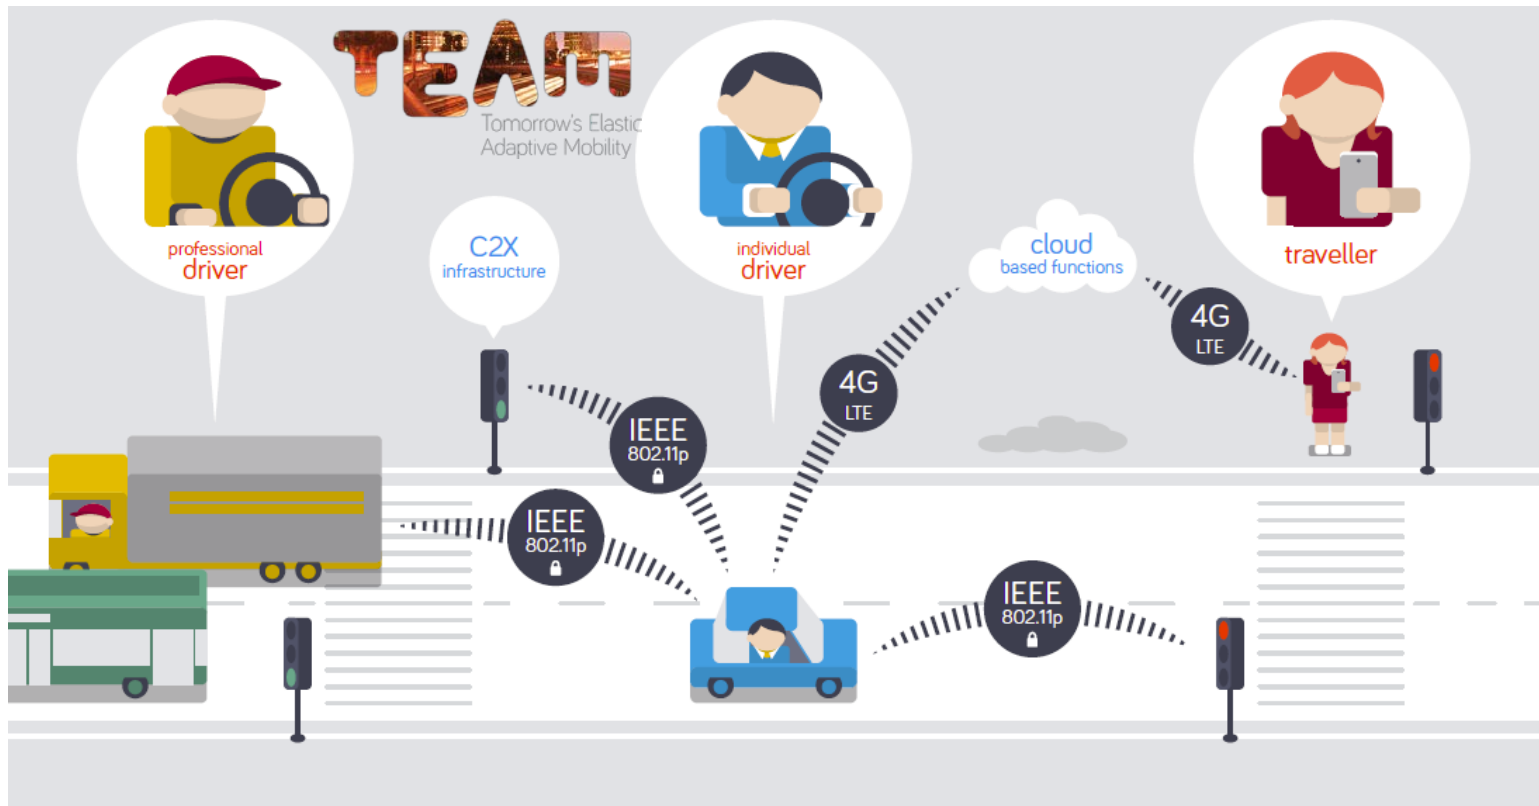 TEAM
Tomorrow's Elastic
Adaptive Mobility
professional
driver
C2X
infrastructure
individual
driver
cloud
based functions
traveller
4G
LTE
4G
LTE
IEEE
802.11p
IEEE
802.11p
IEEE
802.11p